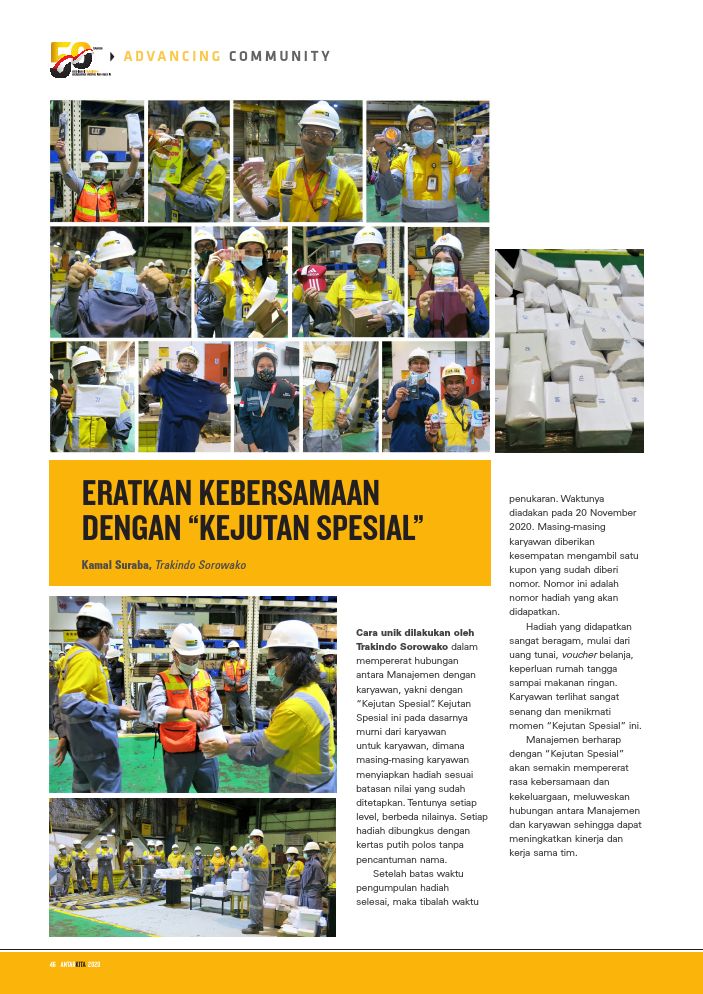 50
TAHUN
ADVANCING COMMUNITY
CAT
ERATKAN KEBERSAMAAN
DENGAN “KEJUTAN SPESIAL”
Kamal Suraba, Trakindo Sorowako
Cara unik dilakukan oleh
Trakindo Sorowako dalam
mempererat hubungan
antara Manajemen dengan
karyawan, yakni dengan
“Kejutan Spesial”. Kejutan
Spesial ini pada dasarnya
murni dari karyawan
untuk karyawan, dimana
masing-masing karyawan
menyiapkan hadiah sesuai
batasan nilai yang sudah
ditetapkan. Tentunya setiap
level, berbeda nilainya. Setiap
hadiah dibungkus dengan
kertas putih polos tanpa
pencantuman nama.
Setelah batas waktu
pengumpulan hadiah
selesai, maka tibalah waktu
penukaran. Waktunya
diadakan pada 20 November
2020. Masing-masing
karyawan diberikan
kesempatan mengambil satu
kupon yang sudah diberi
nomor. Nomor ini adalah
nomor hadiah yang akan
didapatkan.
Hadiah yang didapatkan
sangat beragam, mulai dari
uang tunai, voucher belanja,
keperluan rumah tangga
sampai makanan ringan.
Karyawan terlihat sangat
senang dan menikmati
momen “Kejutan Spesial” ini.
Manajemen berharap
dengan “Kejutan Spesial”
akan semakin mempererat
rasa kebersamaan dan
kekeluargaan, meluweskan
hubungan antara Manajemen
dan karyawan sehingga dapat
meningkatkan kinerja dan
kerja sama tim.
46 ANTARKITA 2020